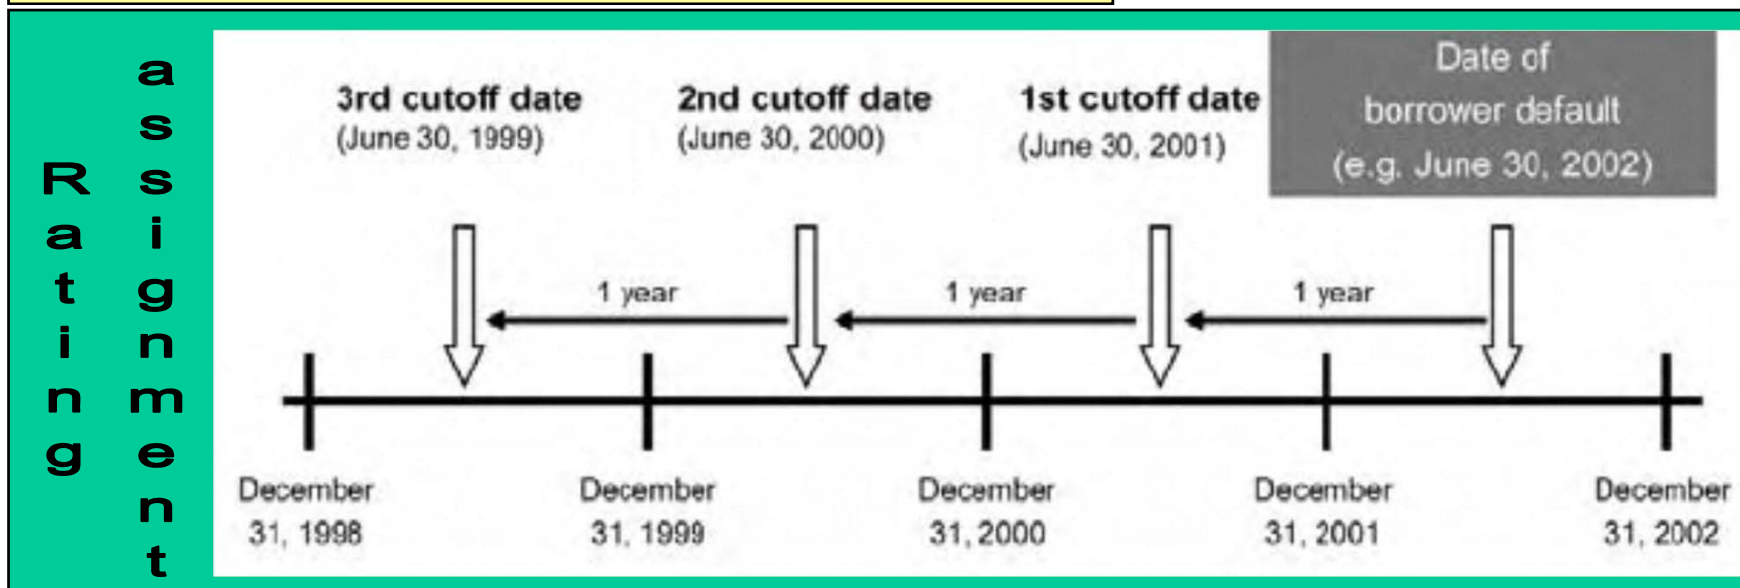 Rating
assignment
3rd cutoff date
(June 30, 1999)
2nd cutoff date
(June 30, 2000)
1st cutoff date
(June 30, 2001)
Date of
borrower default
(e.g. June 30, 2002)
1 year
1 year
1 year
December
31, 1998
December
31, 1999
December
31, 2000
December
31, 2001
December
31, 2002